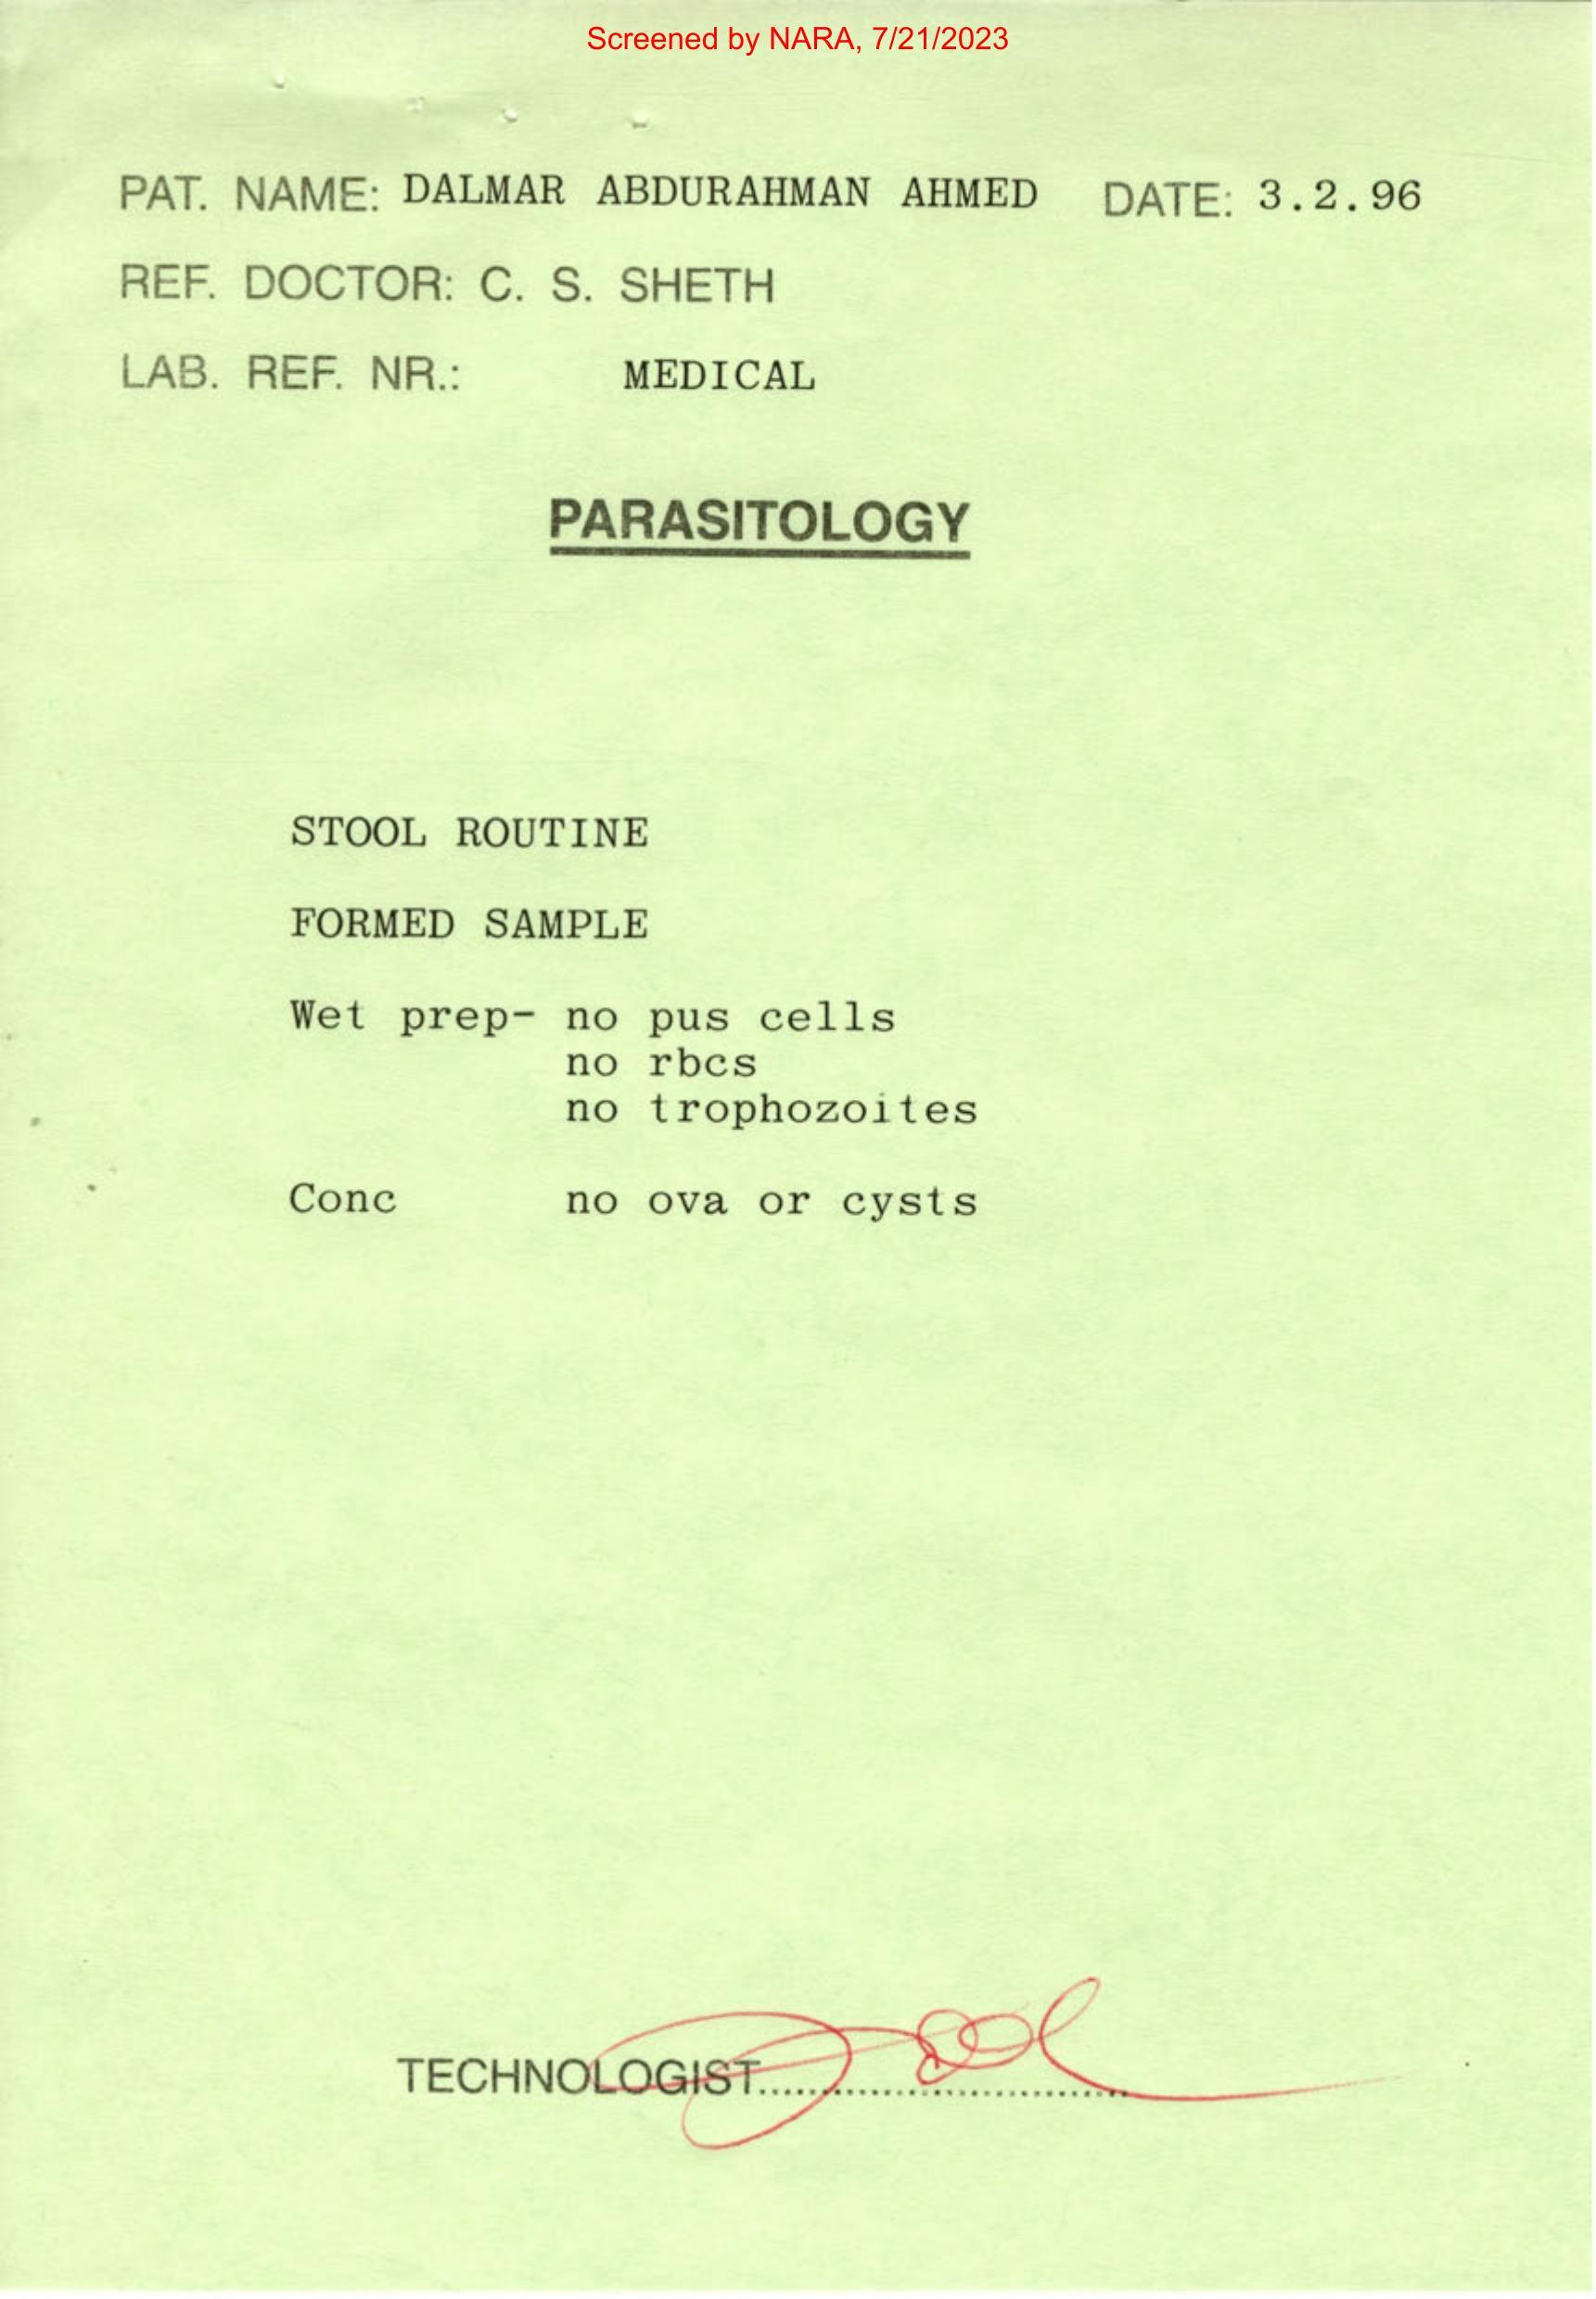 Screened by NARA, 7/21/2023
PAT. NAME: DALMAR ABDURAHMAN AHMED DATE: 3.2.96
REF. DOCTOR: C. S. SHETH
LAB. REF. NR.: MEDICAL
PARASITOLOGY
STOOL ROUTINE
FORMED SAMPLE
Wet prep- no pus cells
no rbcs
no trophozoites
Conc no ova or cysts
TECHNOLOGIST........................................